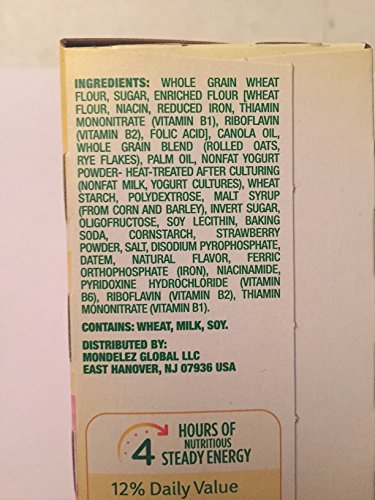 INGREDIENTS: WHOLE GRAIN WHEAT
FLOUR, SUGAR, ENRICHED FLOUR [WHEAT
FLOUR, NIACIN, REDUCED IRON, THIAMIN
MONONITRATE (VITAMIN B1), RIBOFLAVIN
(VITAMIN B2), FOLIC ACID], CANOLA OIL,
WHOLE GRAIN BLEND (ROLLED OATS,
RYE FLAKES), PALM OIL, NONFAT YOGURT
POWDER- HEAT-TREATED AFTER CULTURING
(NONFAT MILK, YOGURT CULTURES), WHEAT
STARCH, POLYDEXTROSE, MALT SYRUP
(FROM CORN AND BARLEY), INVERT SUGAR,
OLIGOFRUCTOSE, SOY LECITHIN, BAKING
SODA, CORNSTARCH, STRAWBERRY
POWDER, SALT, DISODIUM PYROPHOSPHATE,
DATEM, NATURAL FLAVOR, FERRIC
ORTHOPHOSPHATE (IRON), NIACINAMIDE,
PYRIDOXINE HYDROCHLORIDE (VITAMIN
B6), RIBOFLAVIN (VITAMIN B2), THIAMIN
MONONITRATE (VITAMIN B1).
CONTAINS: WHEAT, MILK, SOY.
DISTRIBUTED BY:
MONDELEZ GLOBAL LLC
EAST HANOVER, NJ 07936 USA
4 HOURS OF
NUTRITIOUS
STEADY ENERGY
12% Daily Value